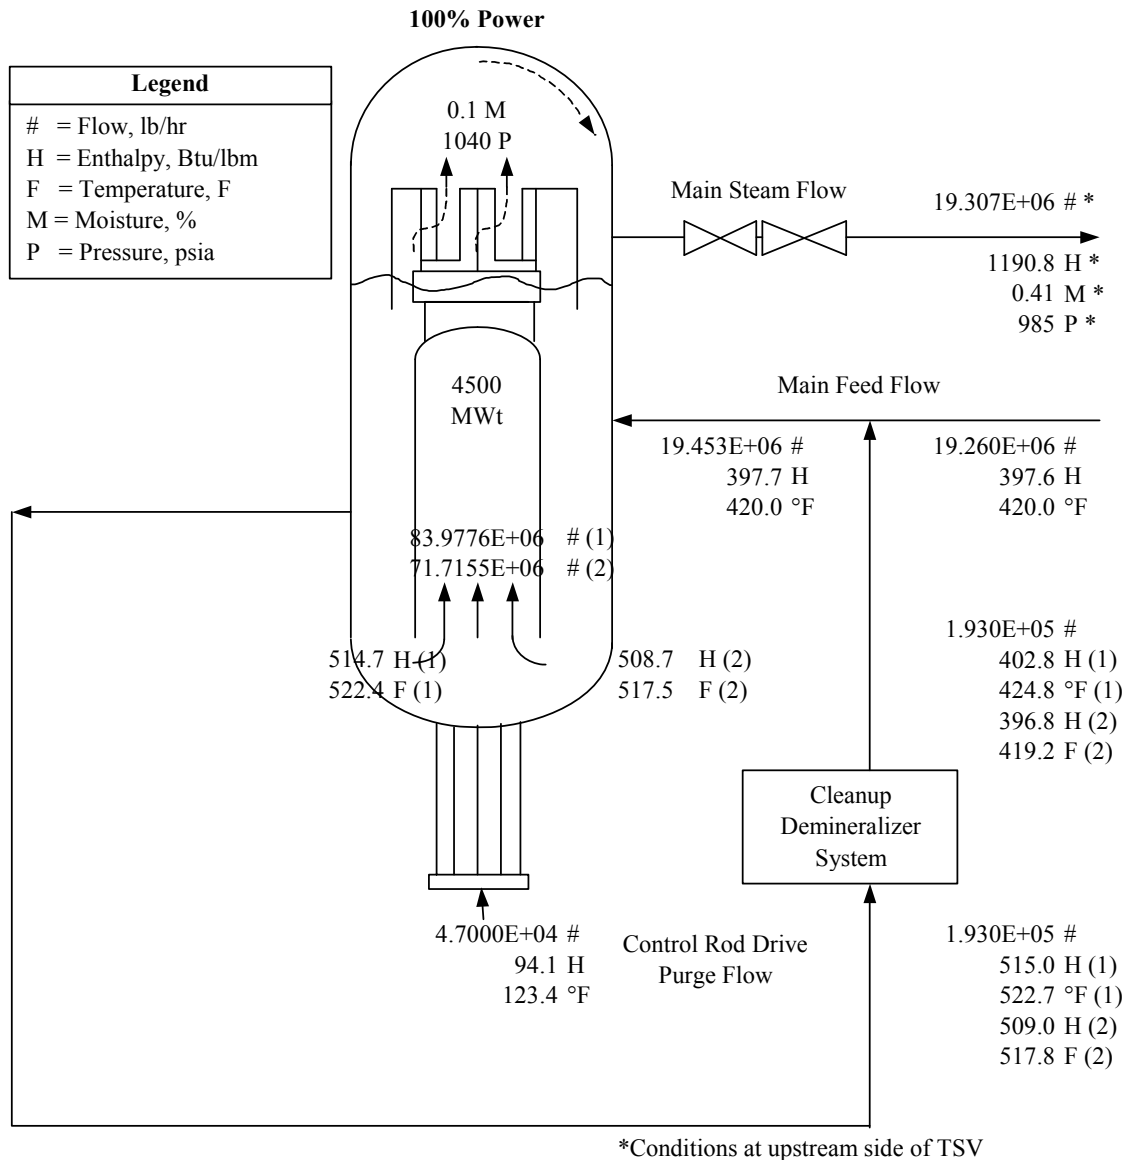 100% Power
Legend
# = Flow, lb/hr
H = Enthalpy, Btu/lbm
F = Temperature, F
M = Moisture, %
P = Pressure, psia
0.1 M
1040 P
Main Steam Flow
19.307E+06 # *
1190.8 H *
0.41 M *
985 P *
4500
MWt
Main Feed Flow
19.453E+06 #
397.7 H
420.0 °F
19.260E+06 #
397.6 H
420.0 °F
83.9776E+06 # (1)
71.7155E+06 # (2)
514.7 H (1)
522.4 F (1)
508.7 H (2)
517.5 F (2)
1.930E+05 #
402.8 H (1)
424.8 °F (1)
396.8 H (2)
419.2 F (2)
Cleanup
Demineralizer
System
4.7000E+04 #
94.1 H
123.4 °F
Control Rod Drive
Purge Flow
1.930E+05 #
515.0 H (1)
522.7 °F (1)
509.0 H (2)
517.8 F (2)
*Conditions at upstream side of TSV